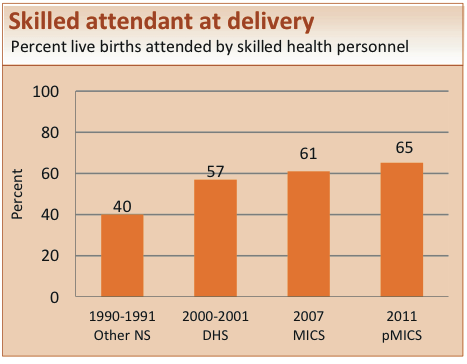 Skilled attendant at delivery
Percent live births attended by skilled health personnel
Percent
100
80
60
40
20
0
40
57
61
65
1990-1991 2000-2001 2007 2011
Other NS DHS MICS pMICS